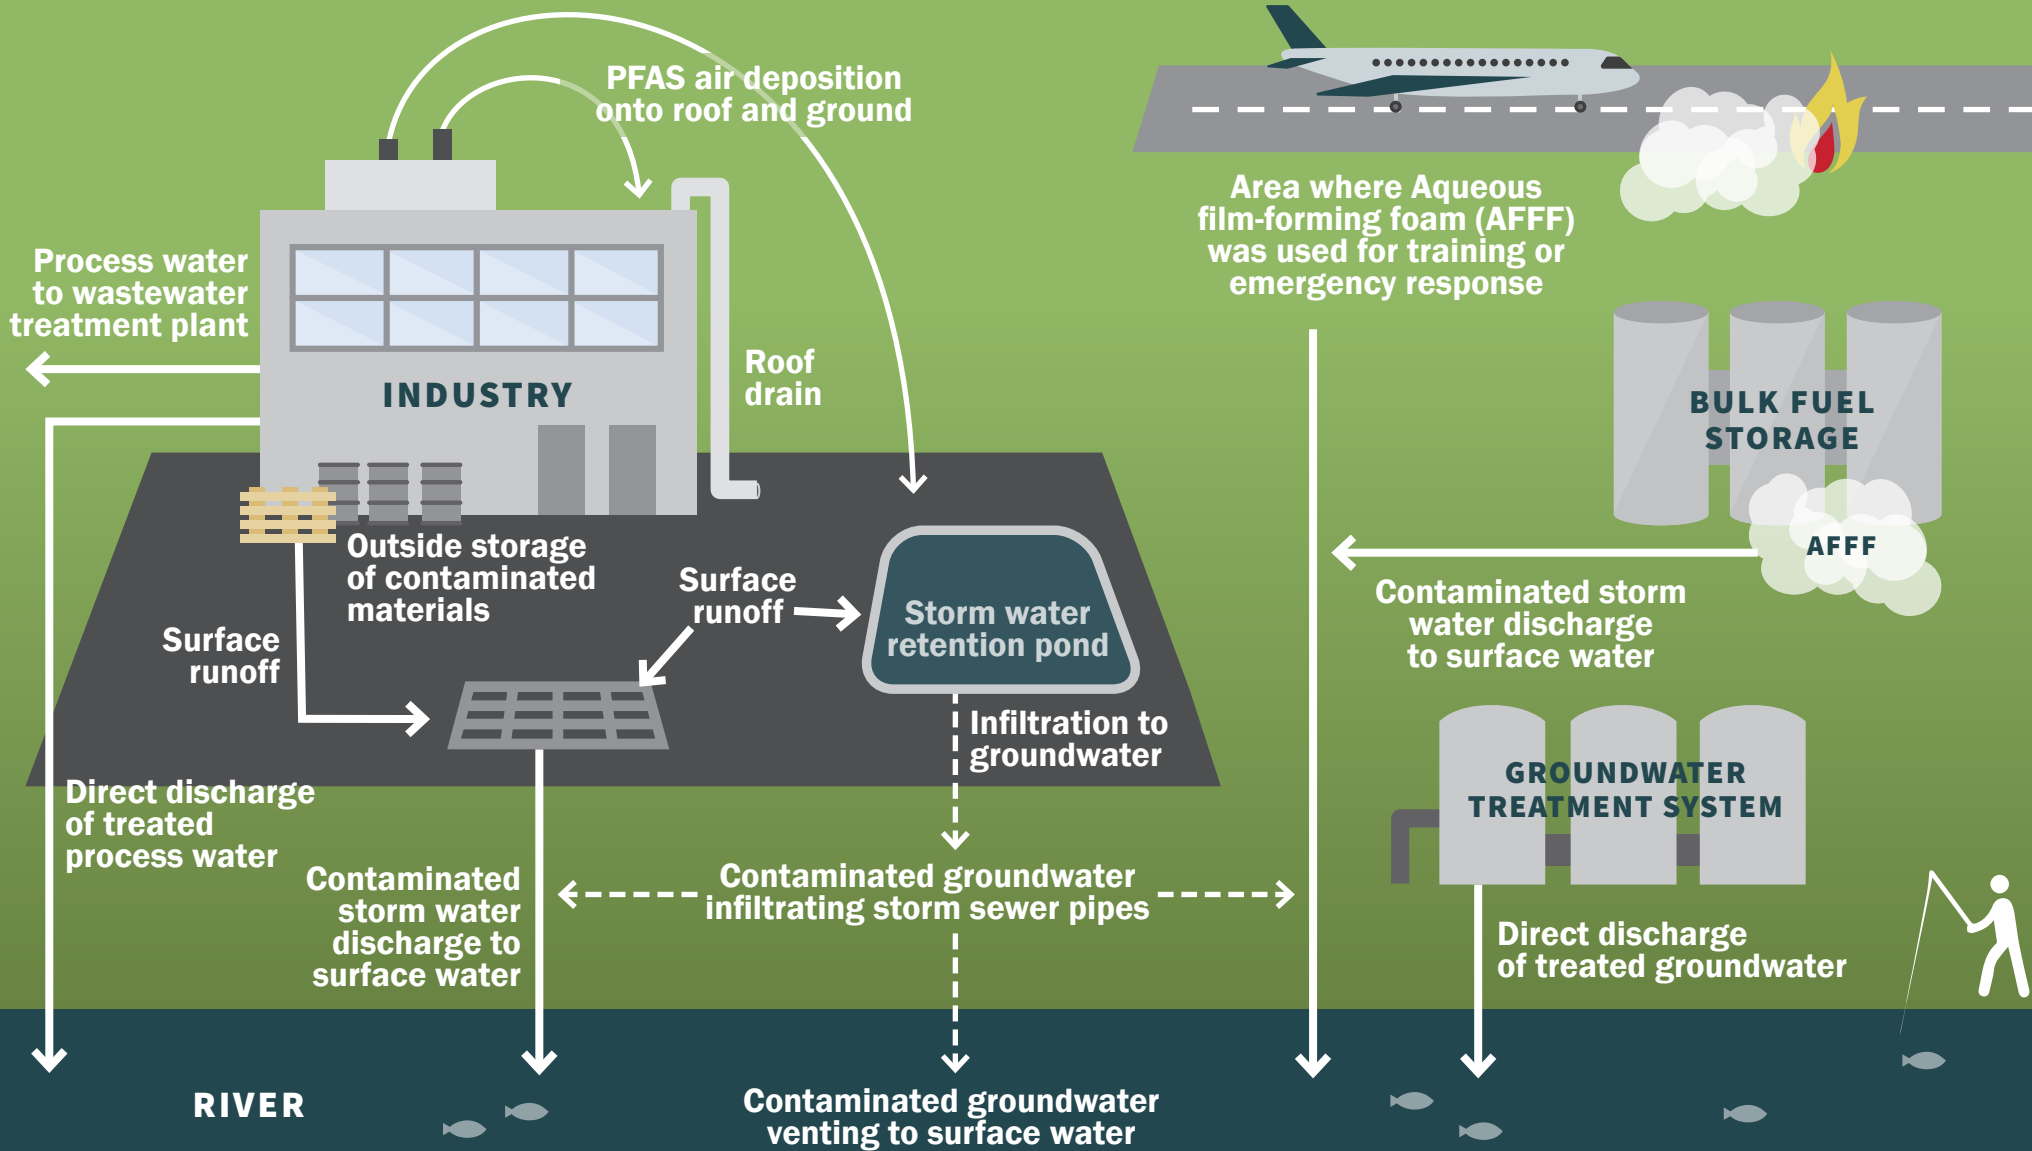 PFAS air deposition
onto roof and ground
Process water
to wastewater
treatment plant
INDUSTRY
Roof
drain
Outside storage
of contaminated
materials
Surface
runoff
Surface
runoff
Storm water
retention pond
Infiltration to
groundwater
Direct discharge
of treated
process water
Contaminated
storm water
discharge to
surface water
Contaminated groundwater
infiltrating storm sewer pipes
Area where Aqueous
film-forming foam (AFFF)
was used for training or
emergency response
BULK FUEL
STORAGE
AFFF
Contaminated storm
water discharge
to surface water
GROUNDWATER
TREATMENT SYSTEM
Direct discharge
of treated groundwater
RIVER
Contaminated groundwater
venting to surface water